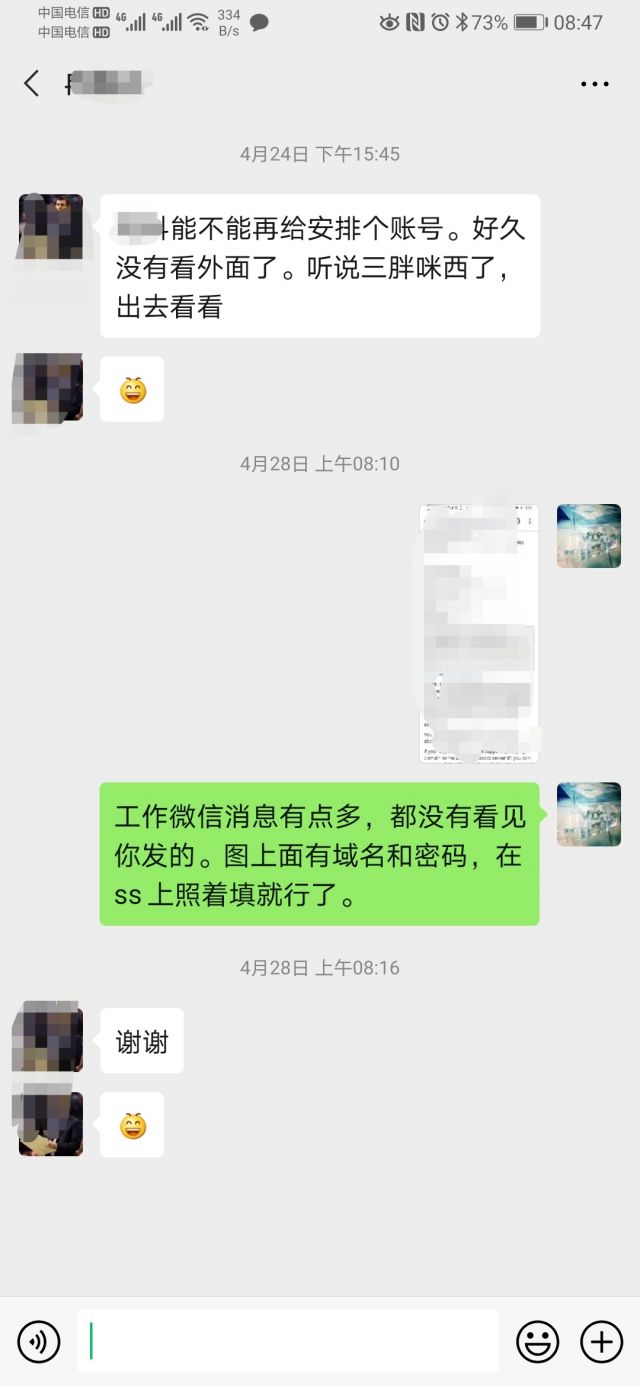 中国电信 HD 4G 4G 334 B/s 73% 08:47
中国电信 HD
4月24日 下午15:45
能不能再给安排个账号。好久
没有看外面了。听说三胖咪西了，
出去看看
4月28日 上午08:10
工作微信消息有点多，都没有看见
你发的。图上面有域名和密码，在
ss 上照着填就行了。
4月28日 上午08:16
谢谢